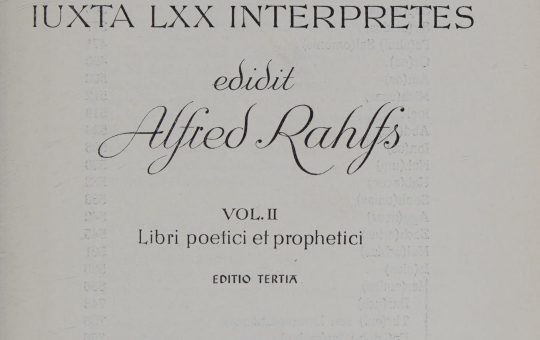 IUXTA LXX INTERPRETES
edidit
Alfred Rahlfs
VOL. II
Libri poetici et prophetici
EDITIO TERTIA